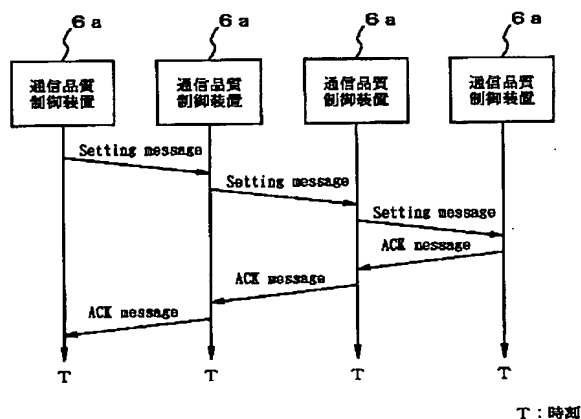 6a 6a 6a 6a
通信品質 通信品質 通信品質 通信品質
制御装置 制御装置 制御装置 制御装置
Setting message
Setting message
Setting message
ACK message
ACK message
ACK message
T T T T
T：時刻